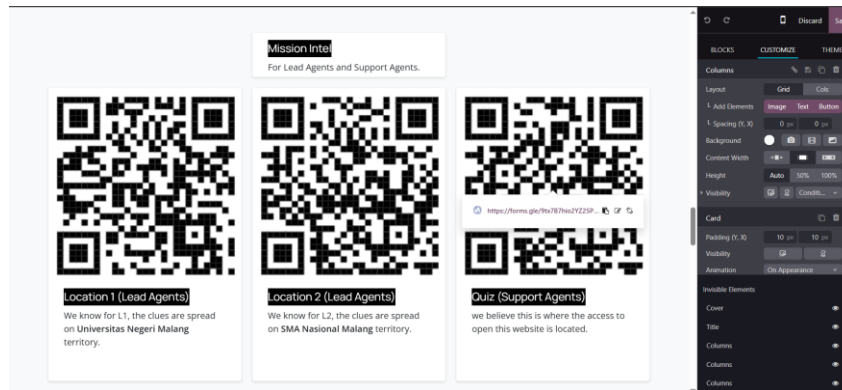 Discard
Sa
BLOCKS CUSTOMIZE THEME
Mission Intel
For Lead Agents and Support Agents.
Location 1 (Lead Agents)
We know for L1, the clues are spread
on Universitas Negeri Malang
territory.
Location 2 (Lead Agents)
We know for L2, the clues are spread
on SMA Nasional Malang territory.
Quiz (Support Agents)
we believe this is where the access to
open this website is located.
Columns
Layout Grid Cols
Add Elements Image Text Button
Spacing (Y, X) 0 px 0 px
Background
Content Width
Height Auto 50% 100%
Visibility Conditi...
Card
Padding (Y, X) 10 px 10 px
Visibility
Animation On Appearance
Invisible Elements
Cover
Title
Columns
Columns
Columns